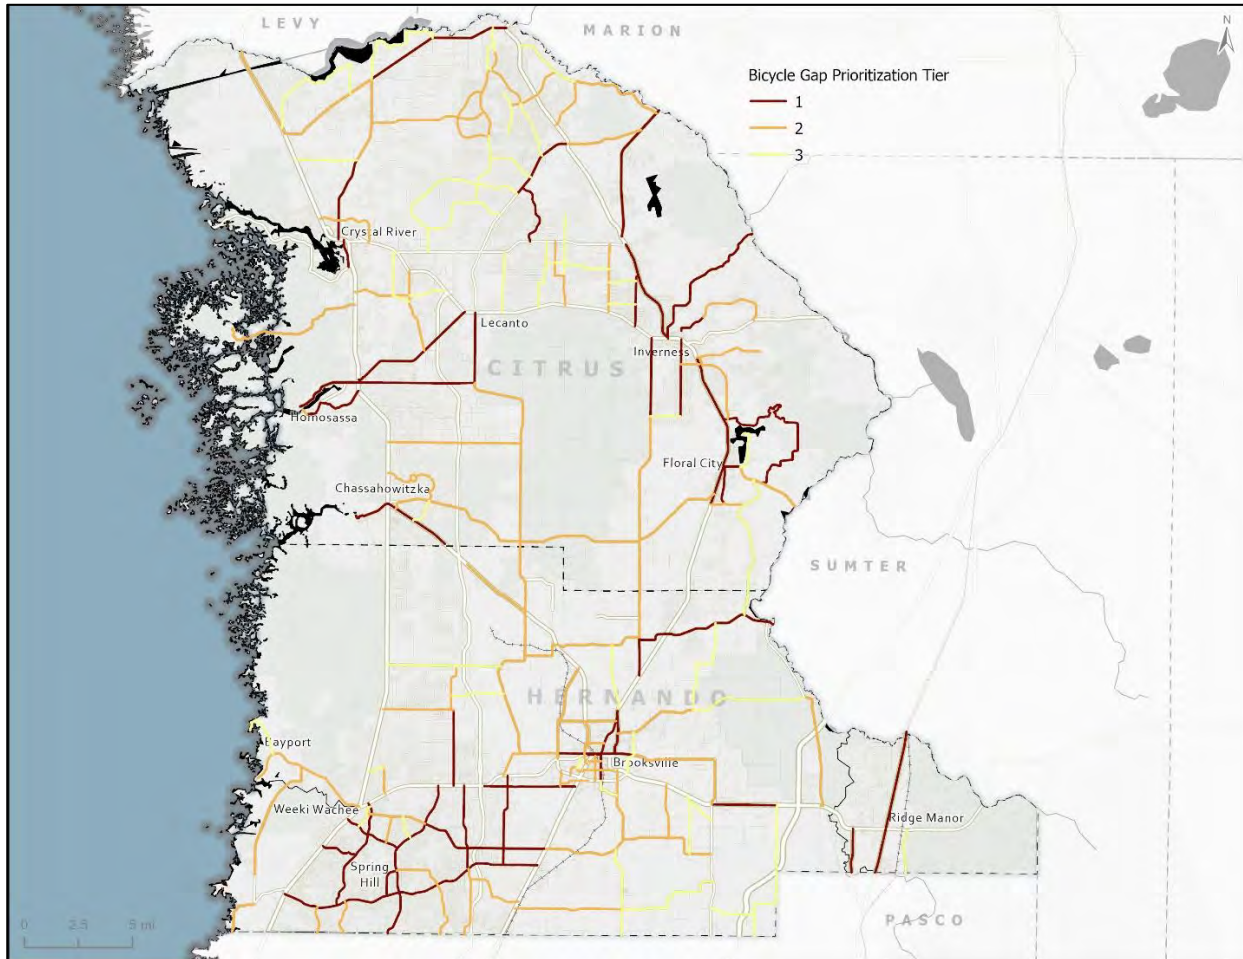 LEVY
MARION
N
Bicycle Gap Prioritization Tier
1
2
3
Crystal River
Lecanto
Inverness
CITRUS
Homosassa
Floral City
Chassahowitzka
SUMTER
HERNANDO
Bayport
Brooksville
Weeki Wachee
Ridge Manor
Spring
Hill
PASCO
0 2.5 5 mi